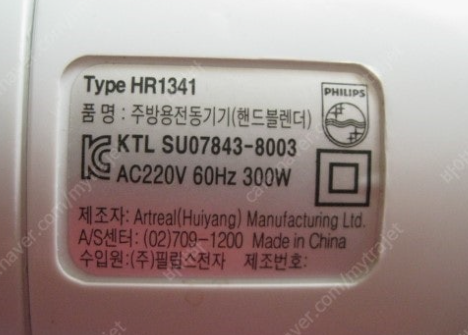 Type HR1341
PHILIPS
품 명 : 주방용전동기기(핸드블렌더)
KTL SU07843-8003
AC220V 60Hz 300W
제조자: Artreal(Huiyang) Manufacturing Ltd.
A/S센터: (02)709-1200 Made in China
수입원: (주)필립스전자 제조번호: